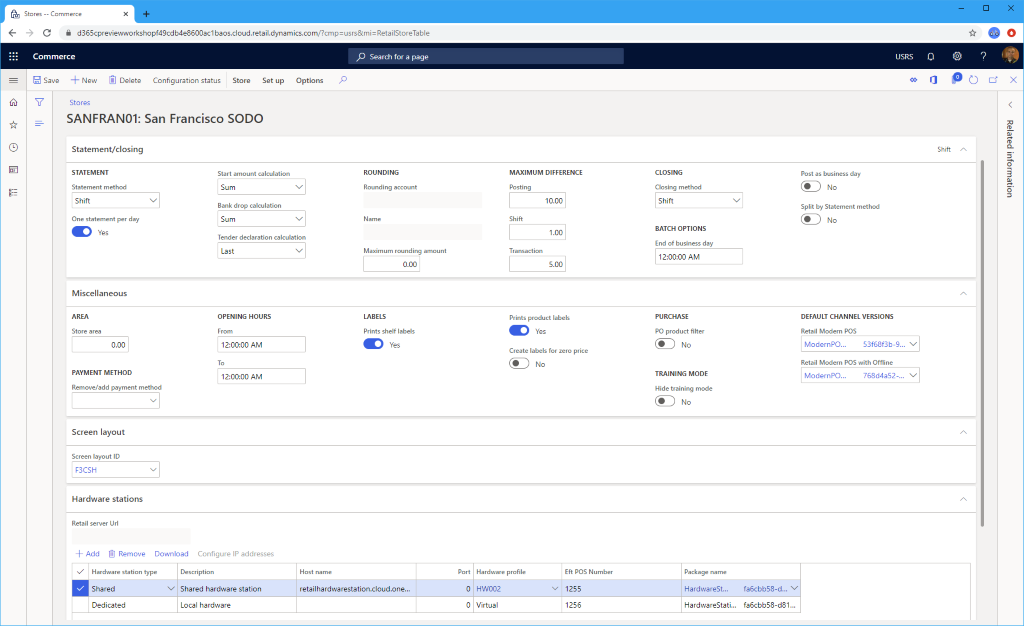 Stores -- Commerce
d365cpreviewworkshopf49cdb4e8600ac1baos.cloud.retail.dynamics.com/?cmp=usrs&mi=RetailStoreTable
Commerce
Search for a page
USRS
?
Save
New
Delete
Configuration status
Store
Set up
Options
0
Stores
SANFRAN01: San Francisco SODO
Related information
Statement/closing
Shift
STATEMENT
Statement method
Shift
One statement per day
Yes
Start amount calculation
Sum
Bank drop calculation
Sum
Tender declaration calculation
Last
ROUNDING
Rounding account
Name
Maximum rounding amount
0.00
MAXIMUM DIFFERENCE
Posting
10.00
Shift
1.00
Transaction
5.00
CLOSING
Closing method
Shift
BATCH OPTIONS
End of business day
12:00:00 AM
Post as business day
No
Split by Statement method
No
Miscellaneous
AREA
Store area
0.00
PAYMENT METHOD
Remove/add payment method
OPENING HOURS
From
12:00:00 AM
To
12:00:00 AM
LABELS
Prints shelf labels
Yes
Prints product labels
Yes
Create labels for zero price
No
PURCHASE
PO product filter
No
TRAINING MODE
Hide training mode
No
DEFAULT CHANNEL VERSIONS
Retail Modern POS
ModernPO... 53f68f3b-9...
Retail Modern POS with Offline
ModernPO... 768d4a52-...
Screen layout
Screen layout ID
F3CSH
Hardware stations
Retail server Url
Add
Remove
Download
Configure IP addresses
Hardware station type Description Host name Port Hardware profile Eft POS Number Package name
Shared Shared hardware station retailhardwarestation.cloud.one... 0 HW002 1255 HardwareSt... fa6cbb58-d...
Dedicated Local hardware 0 Virtual 1256 HardwareStati... fa6cbb58-d81...